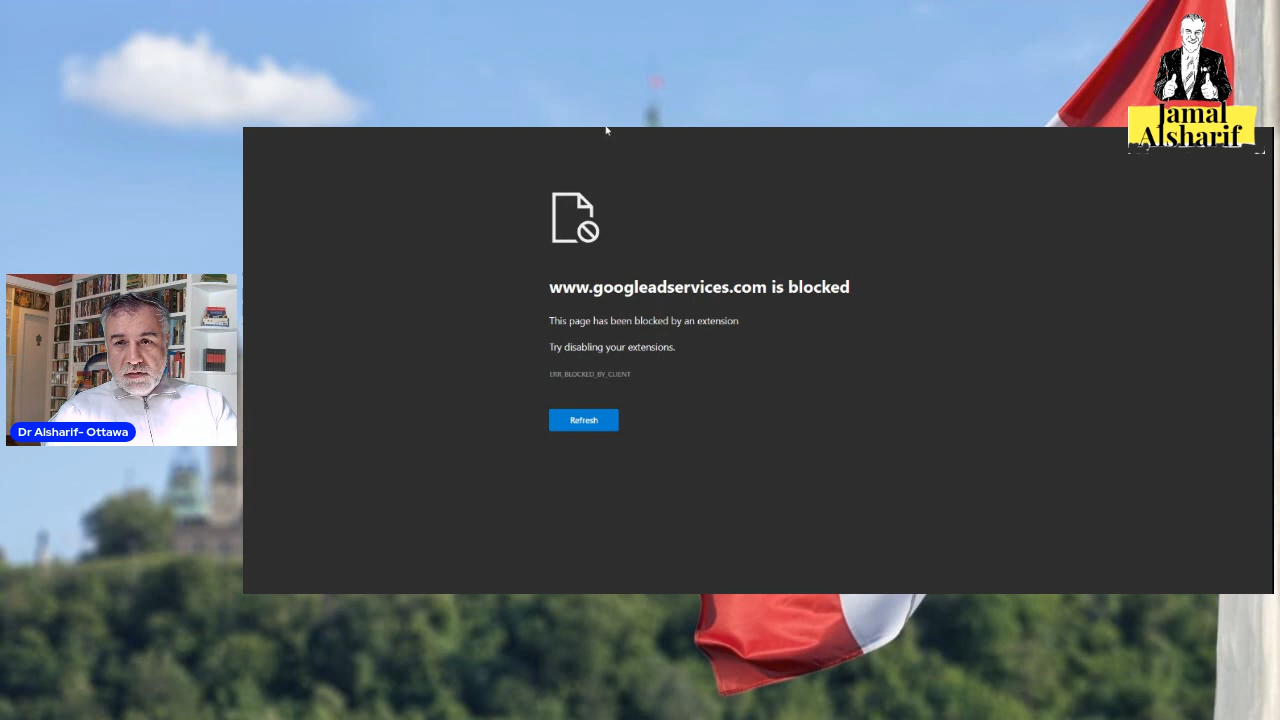 Jamal
Alsharif
www.googleadservices.com is blocked
This page has been blocked by an extension
Try disabling your extensions.
ERR_BLOCKED_BY_CLIENT
Refresh
Dr Alsharif- Ottawa